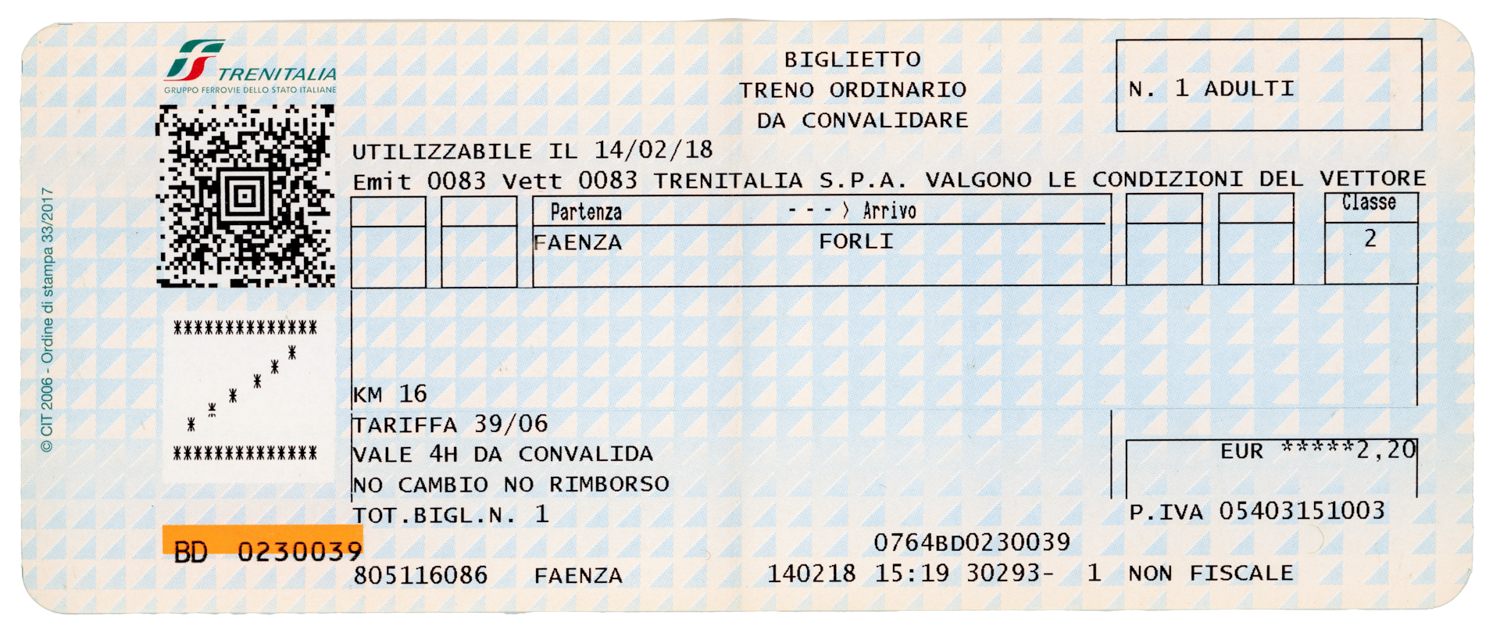 TRENITALIA
GRUPPO FERROVIE DELLO STATO ITALIANE
BIGLIETTO
TRENO ORDINARIO
DA CONVALIDARE
N. 1 ADULTI
UTILIZZABILE IL 14/02/18
Emit 0083 Vett 0083 TRENITALIA S.P.A. VALGONO LE CONDIZIONI DEL VETTORE
Partenza - - - > Arrivo Classe
FAENZA FORLI 2
© CIT 2006 - Ordine di stampa 33/2017
**************
*
*
*
*
*
*
**************
KM 16
TARIFFA 39/06
VALE 4H DA CONVALIDA
EUR *****2,20
NO CAMBIO NO RIMBORSO
TOT.BIGL.N. 1
P.IVA 05403151003
BD 0230039
0764BD0230039
805116086 FAENZA 140218 15:19 30293- 1 NON FISCALE